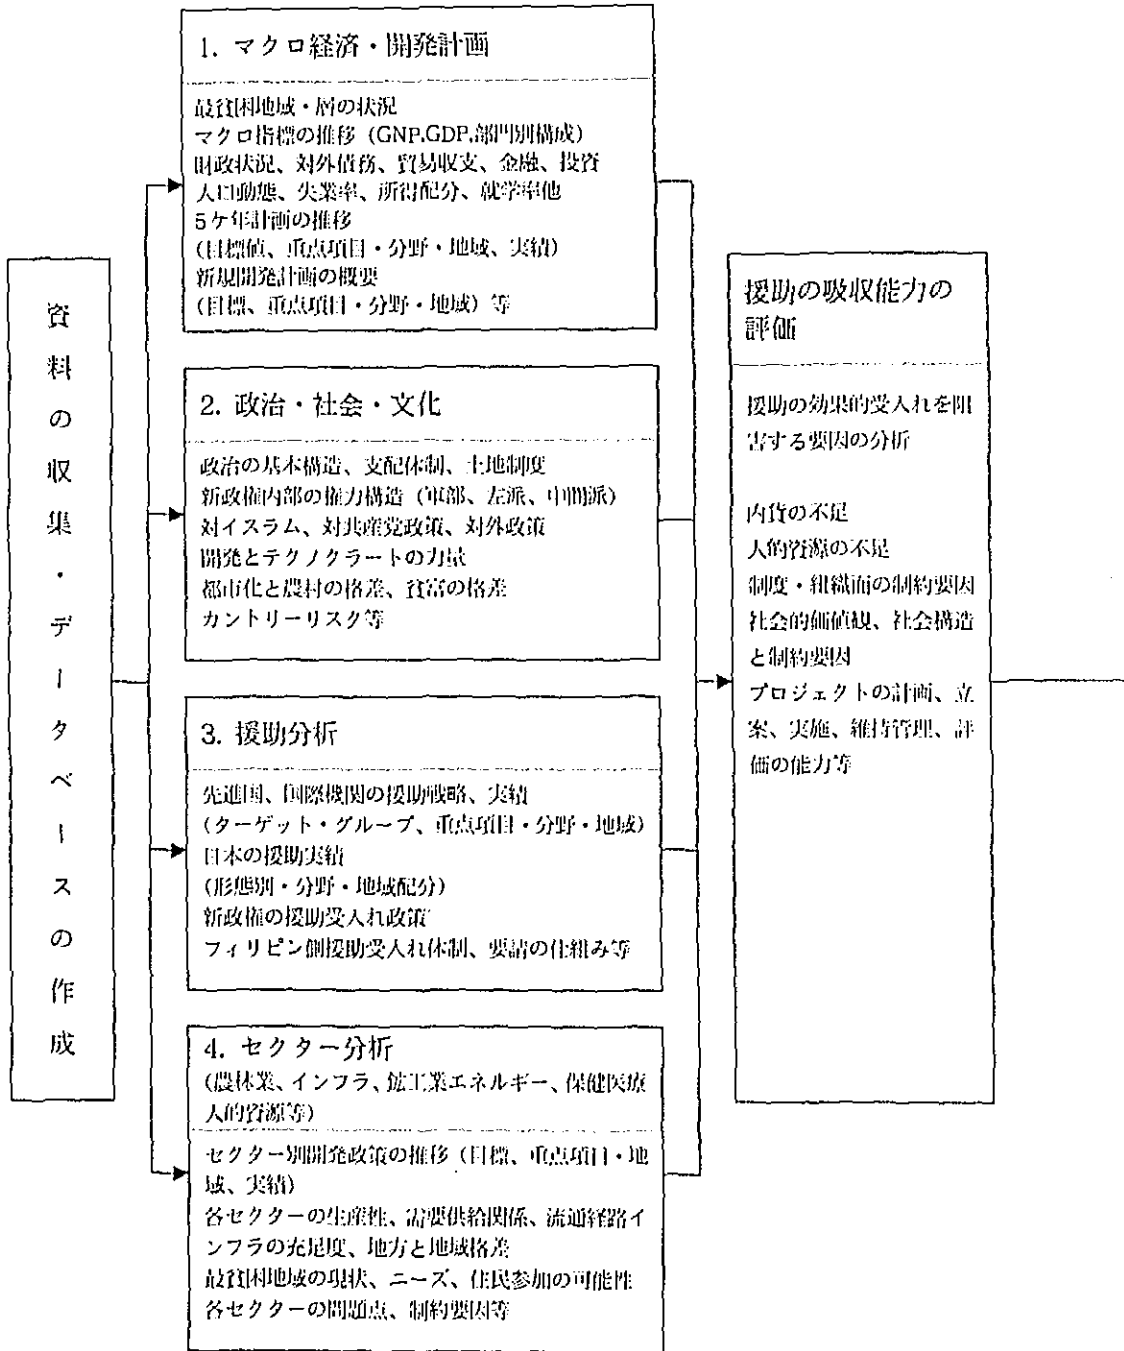 資料の収集・データベースの作成
1. マクロ経済・開発計画
最貧困地域・層の状況
マクロ指標の推移（GNP,GDP,部門別構成）
財政状況、対外債務、貿易収支、金融、投資
人口動態、失業率、所得配分、就学率他
5ケ年計画の推移
(目標値、重点項目・分野・地域、実績）
新規開発計画の概要
(目標、重点項目・分野・地域）等
2. 政治・社会・文化
政治の基本構造、支配体制、土地制度
新政権内部の権力構造（軍部、左派、中間派）
対イスラム、対共産党政策、対外政策
開発とテクノクラートの力量
都市化と農村の格差、貧富の格差
カントリーリスク等
3. 援助分析
先進国、国際機関の援助戦略、実績
(ターゲット・グループ、重点項目・分野・地域）
日本の援助実績
(形態別・分野・地域配分）
新政権の援助受入れ政策
フィリピン側援助受入れ体制、要請の仕組み等
4. セクター分析
(農林業、インフラ、鉱工業エネルギー、保健医療
人的資源等）
セクター別開発政策の推移（目標、重点項目・地
域、実績）
各セクターの生産性、需要供給関係、流通経路イ
ンフラの充足度、地方と地域格差
最貧困地域の現状、ニーズ、住民参加の可能性
各セクターの問題点、制約要因等
援助の吸収能力の
評価
援助の効果的受入れを阻
害する要因の分析
内貨の不足
人的資源の不足
制度・組織面の制約要因
社会的価値観、社会構造
と制約要因
プロジェクトの計画、立
案、実施、維持管理、評
価の能力等